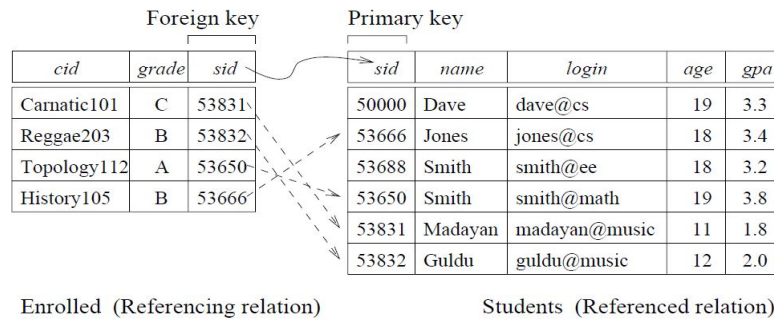 Foreign key Primary key
cid grade sid sid name login age gpa
Carnatic101 C 53831 50000 Dave dave@cs 19 3.3
Reggae203 B 53832 53666 Jones jones@cs 18 3.4
Topology112 A 53650 53688 Smith smith@ee 18 3.2
History105 B 53666 53650 Smith smith@math 19 3.8
53831 Madayan madayan@music 11 1.8
53832 Guldu guldu@music 12 2.0
Enrolled (Referencing relation) Students (Referenced relation)